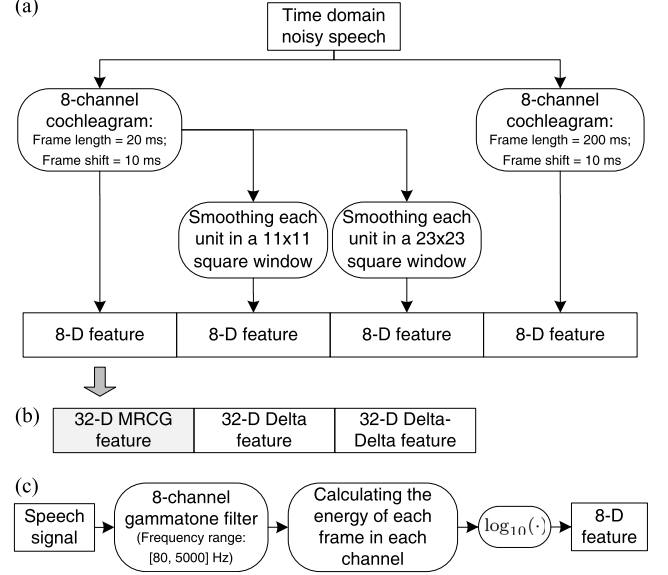 (a)
Time domain
noisy speech
8-channel
cochleagram:
Frame length = 20 ms;
Frame shift = 10 ms
8-channel
cochleagram:
Frame length = 200 ms;
Frame shift = 10 ms
Smoothing each
unit in a 11x11
square window
Smoothing each
unit in a 23x23
square window
8-D feature
8-D feature
8-D feature
8-D feature
(b)
32-D MRCG
feature
32-D Delta
feature
32-D Delta-
Delta feature
(c)
Speech
signal
8-channel
gammatone filter
(Frequency range:
[80, 5000] Hz)
Calculating the
energy of each
frame in each
channel
log₁₀(·)
8-D
feature